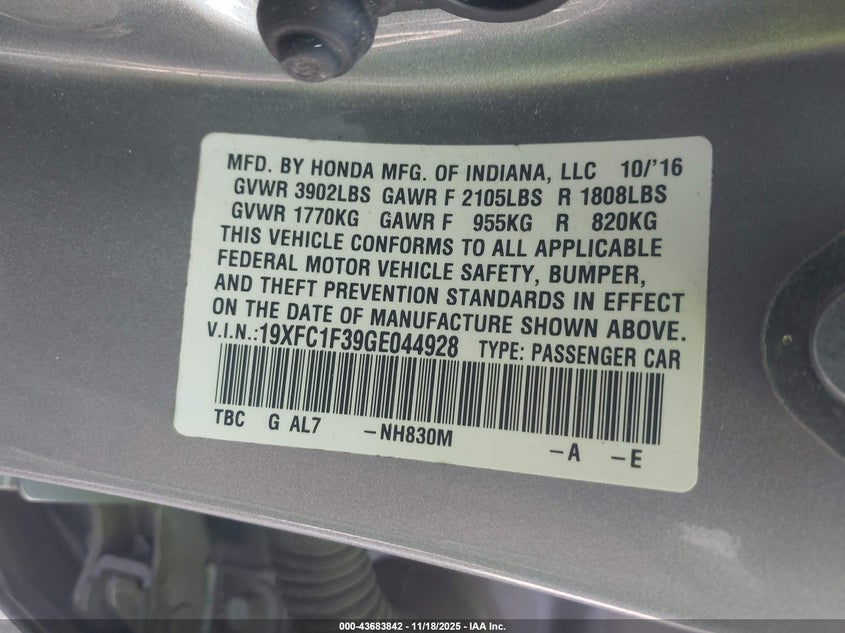 MFD. BY HONDA MFG. OF INDIANA, LLC 10/'16
GVWR 3902LBS GAWR F 2105LBS R 1808LBS
GVWR 1770KG GAWR F 955KG R 820KG
THIS VEHICLE CONFORMS TO ALL APPLICABLE
FEDERAL MOTOR VEHICLE SAFETY, BUMPER,
AND THEFT PREVENTION STANDARDS IN EFFECT
ON THE DATE OF MANUFACTURE SHOWN ABOVE.
V.I.N.:19XFC1F39GE044928 TYPE: PASSENGER CAR
TBC G AL7 -NH830M -A -E
000-43683842 - 11/18/2025 - IAA Inc.